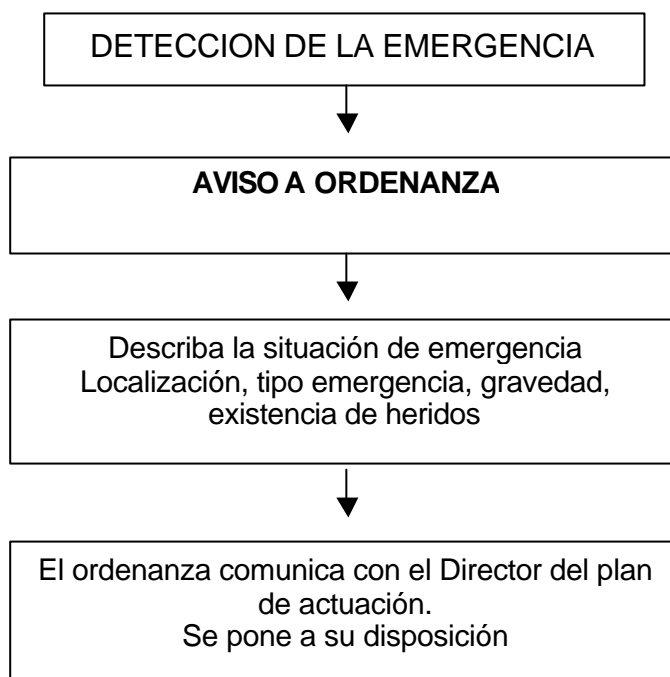 DETECCION DE LA EMERGENCIA
AVISO A ORDENANZA
Describa la situación de emergencia
Localización, tipo emergencia, gravedad,
existencia de heridos
El ordenanza comunica con el Director del plan
de actuación.
Se pone a su disposición